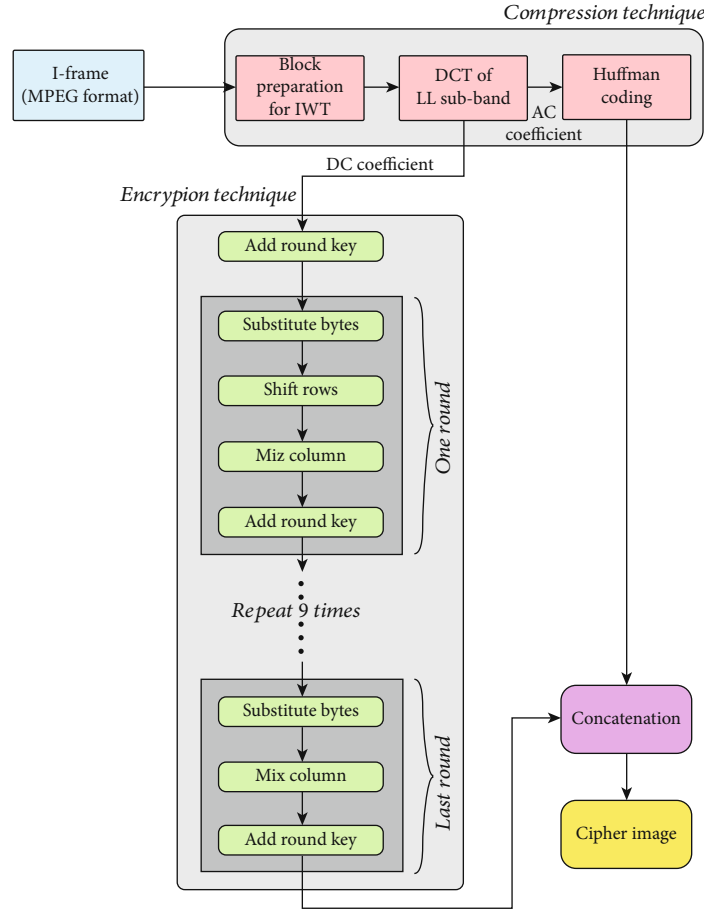 Compression technique
I-frame
(MPEG format)
Block
preparation
for IWT
DCT of
LL sub-band
Huffman
coding
AC
coefficient
DC coefficient
Encrypion technique
Add round key
Substitute bytes
Shift rows
Miz column
Add round key
One round
Repeat 9 times
Substitute bytes
Mix column
Add round key
Last round
Concatenation
Cipher image